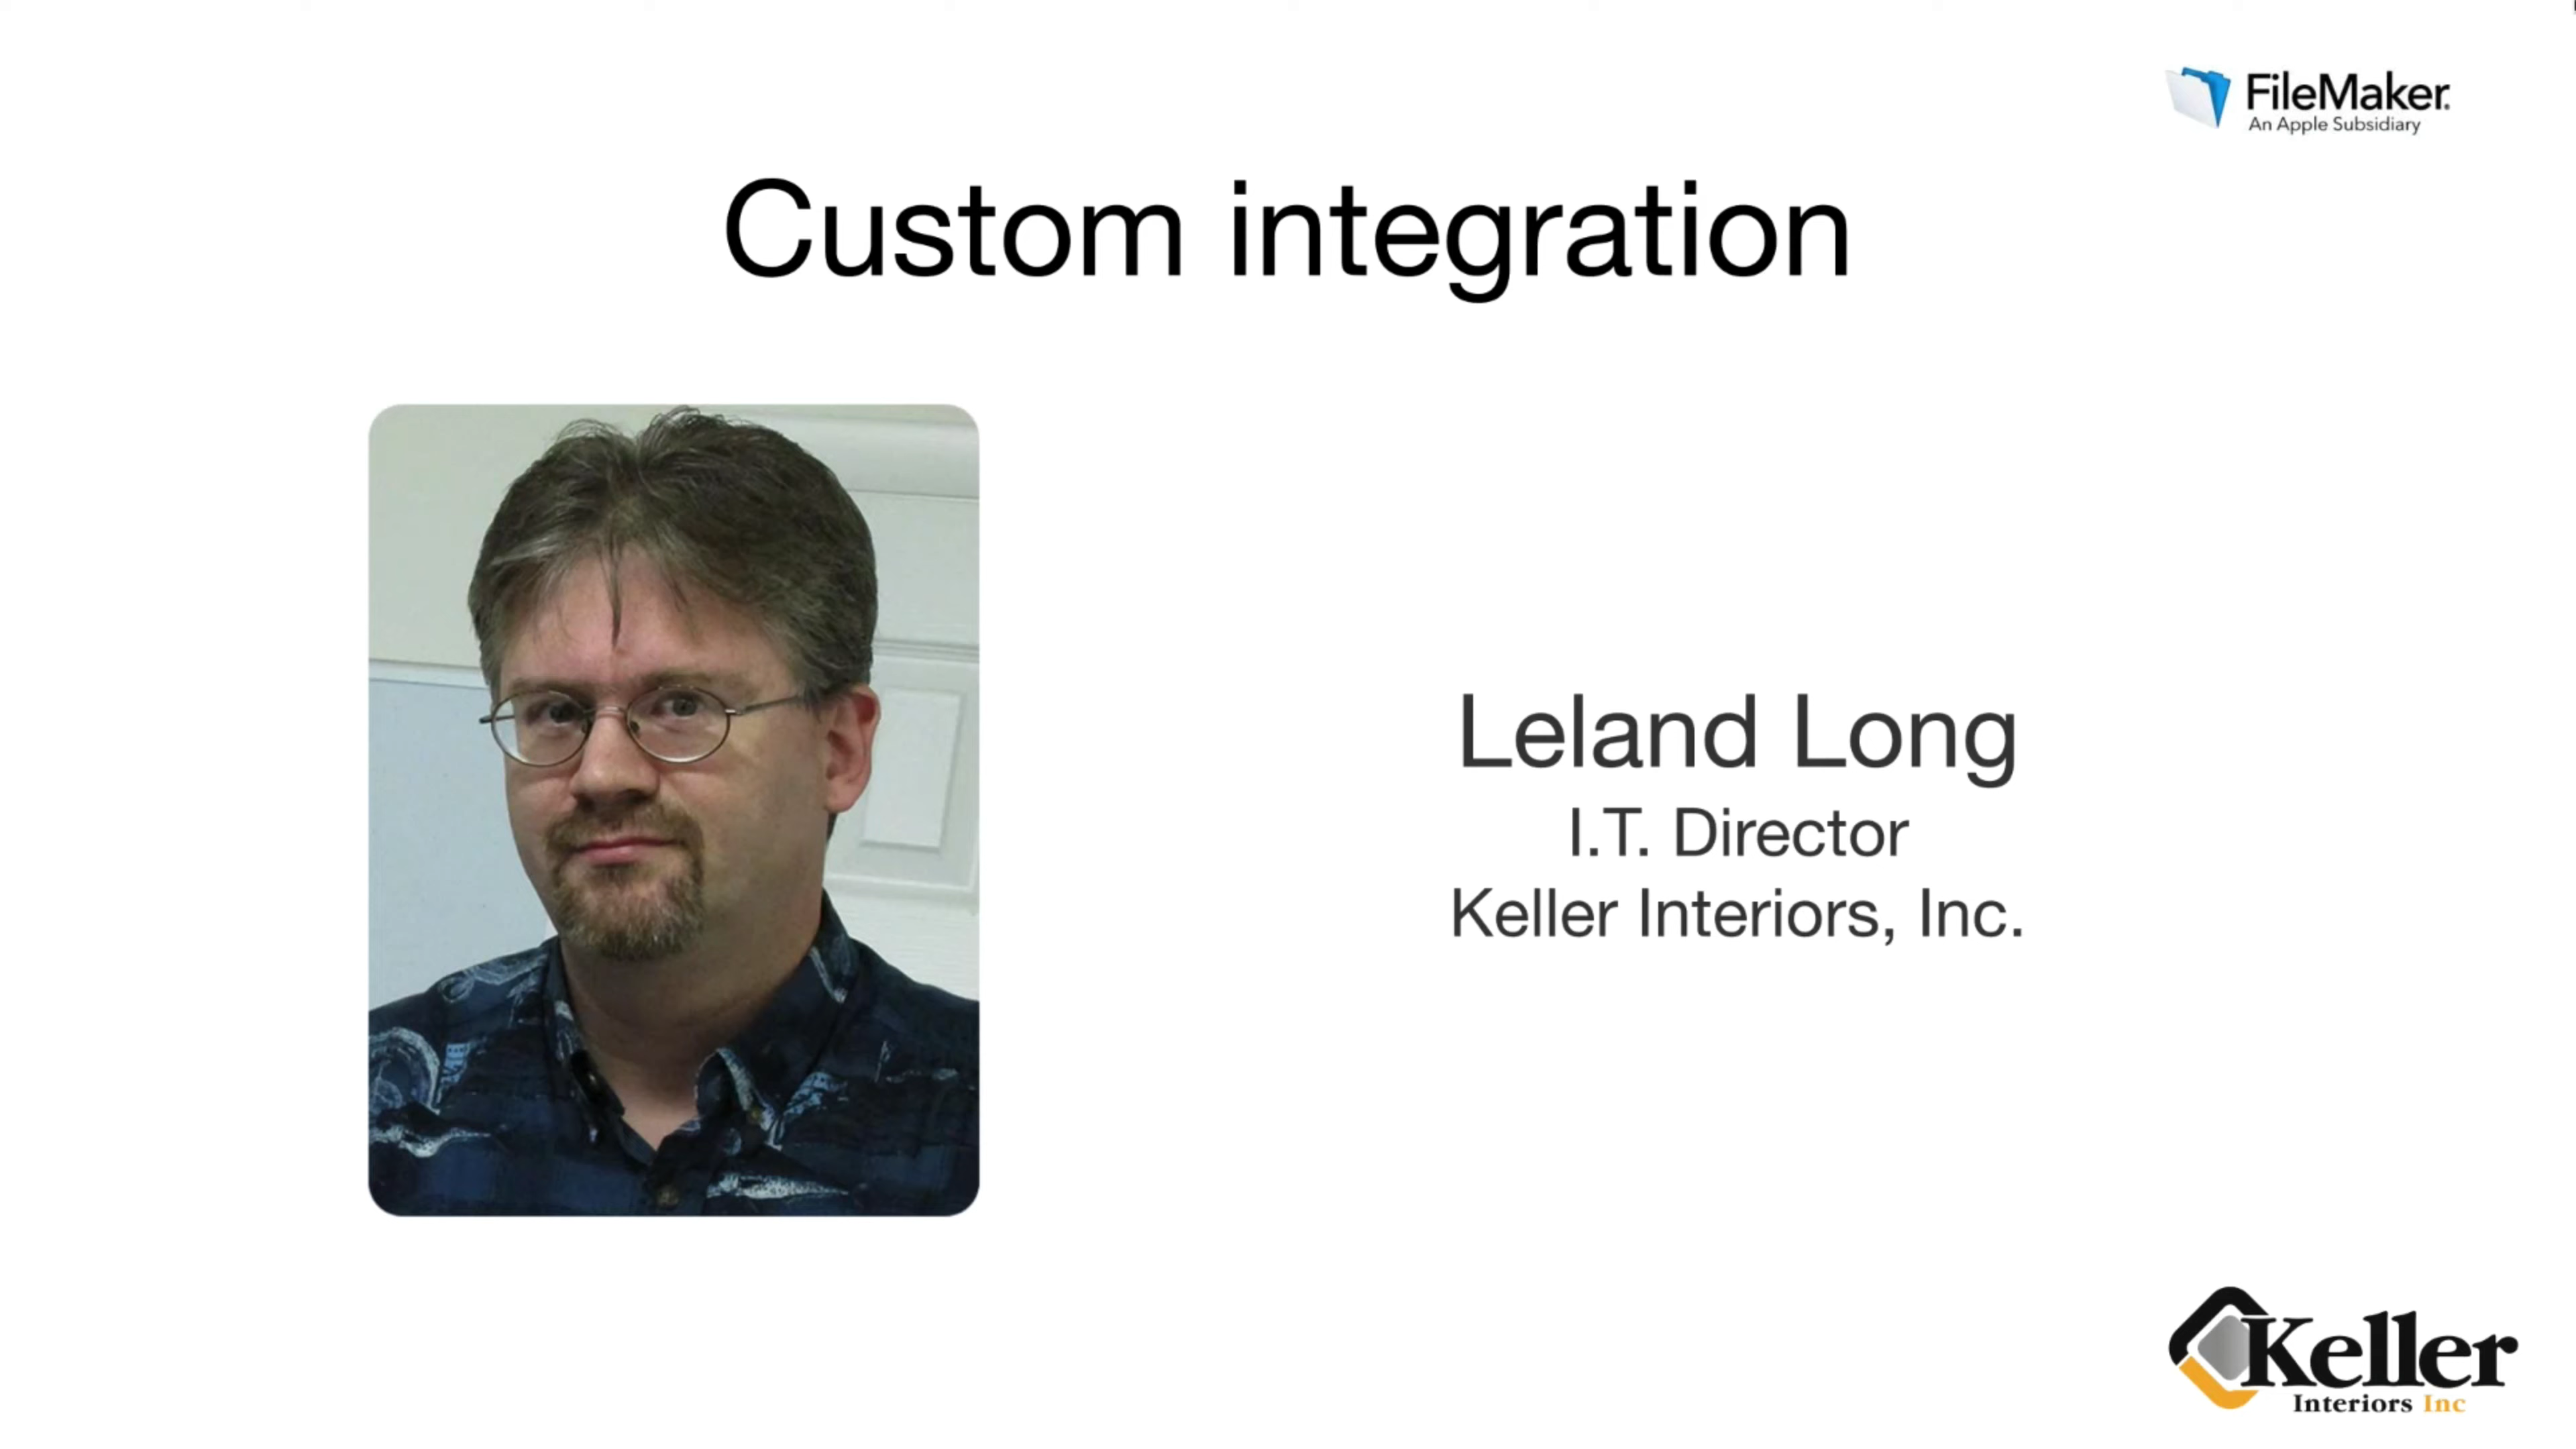 FileMaker.
An Apple Subsidiary
Custom integration
Leland Long
I.T. Director
Keller Interiors, Inc.
Keller
Interiors Inc